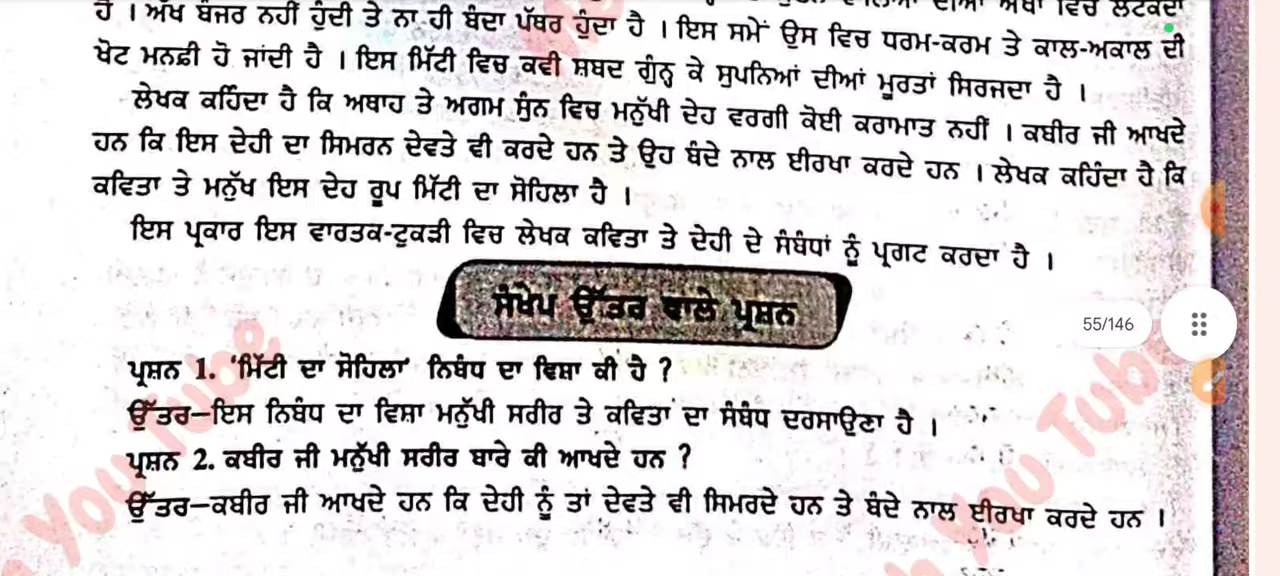 ਹੈ । ਅੱਖ ਬੰਜਰ ਨਹੀਂ ਹੁੰਦੀ ਤੇ ਨਾ ਹੀ ਬੰਦਾ ਪੱਥਰ ਹੁੰਦਾ ਹੈ । ਇਸ ਸਮੇਂ ਉਸ ਵਿਚ ਧਰਮ-ਕਰਮ ਤੇ ਕਾਲ-ਅਕਾਲ ਦੀ
ਖੋਟ ਮਨਫ਼ੀ ਹੋ ਜਾਂਦੀ ਹੈ । ਇਸ ਮਿੱਟੀ ਵਿਚ ਕਵੀ ਸ਼ਬਦ ਗੁੰਨ੍ਹ ਕੇ ਸੁਪਨਿਆਂ ਦੀਆਂ ਮੂਰਤਾਂ ਸਿਰਜਦਾ ਹੈ ।
ਲੇਖਕ ਕਹਿੰਦਾ ਹੈ ਕਿ ਅਥਾਹ ਤੇ ਅਗਮ ਸੁੰਨ ਵਿਚ ਮਨੁੱਖੀ ਦੇਹ ਵਰਗੀ ਕੋਈ ਕਰਾਮਾਤ ਨਹੀਂ । ਕਬੀਰ ਜੀ ਆਖਦੇ
ਹਨ ਕਿ ਇਸ ਦੇਹੀ ਦਾ ਸਿਮਰਨ ਦੇਵਤੇ ਵੀ ਕਰਦੇ ਹਨ ਤੇ ਉਹ ਬੰਦੇ ਨਾਲ ਈਰਖਾ ਕਰਦੇ ਹਨ । ਲੇਖਕ ਕਹਿੰਦਾ ਹੈ ਕਿ
ਕਵਿਤਾ ਤੇ ਮਨੁੱਖ ਇਸ ਦੇਹ ਰੂਪ ਮਿੱਟੀ ਦਾ ਸੋਹਿਲਾ ਹੈ ।
ਇਸ ਪ੍ਰਕਾਰ ਇਸ ਵਾਰਤਕ-ਟੁਕੜੀ ਵਿਚ ਲੇਖਕ ਕਵਿਤਾ ਤੇ ਦੇਹੀ ਦੇ ਸੰਬੰਧਾਂ ਨੂੰ ਪ੍ਰਗਟ ਕਰਦਾ ਹੈ ।
ਸੰਖੇਪ ਉੱਤਰ ਵਾਲੇ ਪ੍ਰਸ਼ਨ
55/146
ਪ੍ਰਸ਼ਨ 1. 'ਮਿੱਟੀ ਦਾ ਸੋਹਿਲਾ' ਨਿਬੰਧ ਦਾ ਵਿਸ਼ਾ ਕੀ ਹੈ ?
ਉੱਤਰ—ਇਸ ਨਿਬੰਧ ਦਾ ਵਿਸ਼ਾ ਮਨੁੱਖੀ ਸਰੀਰ ਤੇ ਕਵਿਤਾ ਦਾ ਸੰਬੰਧ ਦਰਸਾਉਣਾ ਹੈ ।
ਪ੍ਰਸ਼ਨ 2. ਕਬੀਰ ਜੀ ਮਨੁੱਖੀ ਸਰੀਰ ਬਾਰੇ ਕੀ ਆਖਦੇ ਹਨ ?
ਉੱਤਰ—ਕਬੀਰ ਜੀ ਆਖਦੇ ਹਨ ਕਿ ਦੇਹੀ ਨੂੰ ਤਾਂ ਦੇਵਤੇ ਵੀ ਸਿਮਰਦੇ ਹਨ ਤੇ ਬੰਦੇ ਨਾਲ ਈਰਖਾ ਕਰਦੇ ਹਨ ।
You Tube
You Tube